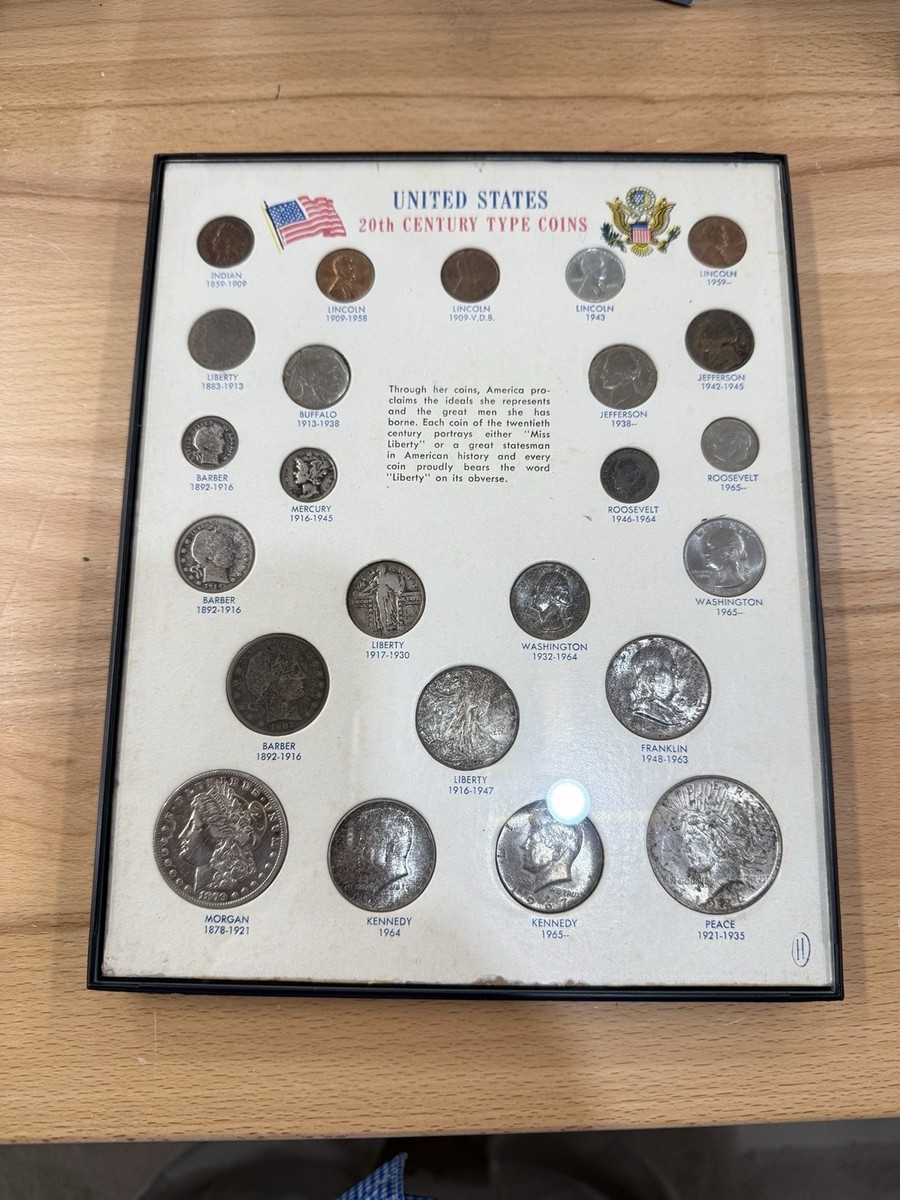 UNITED STATES
20th CENTURY TYPE COINS
INDIAN
1859-1909
LINCOLN
1909-1958
LINCOLN
1909-V.D.B.
LINCOLN
1943
LINCOLN
1959--
LIBERTY
1883-1913
BUFFALO
1913-1938
Through her coins, America pro-
claims the ideals she represents
and the great men she has
borne. Each coin of the twentieth
century portrays either "Miss
Liberty" or a great statesman
in American history and every
coin proudly bears the word
"Liberty" on its obverse.
JEFFERSON
1938--
JEFFERSON
1942-1945
BARBER
1892-1916
MERCURY
1916-1945
ROOSEVELT
1946-1964
ROOSEVELT
1965--
BARBER
1892-1916
LIBERTY
1917-1930
WASHINGTON
1932-1964
WASHINGTON
1965--
BARBER
1892-1916
LIBERTY
1916-1947
FRANKLIN
1948-1963
MORGAN
1878-1921
KENNEDY
1964
KENNEDY
1965--
PEACE
1921-1935
H